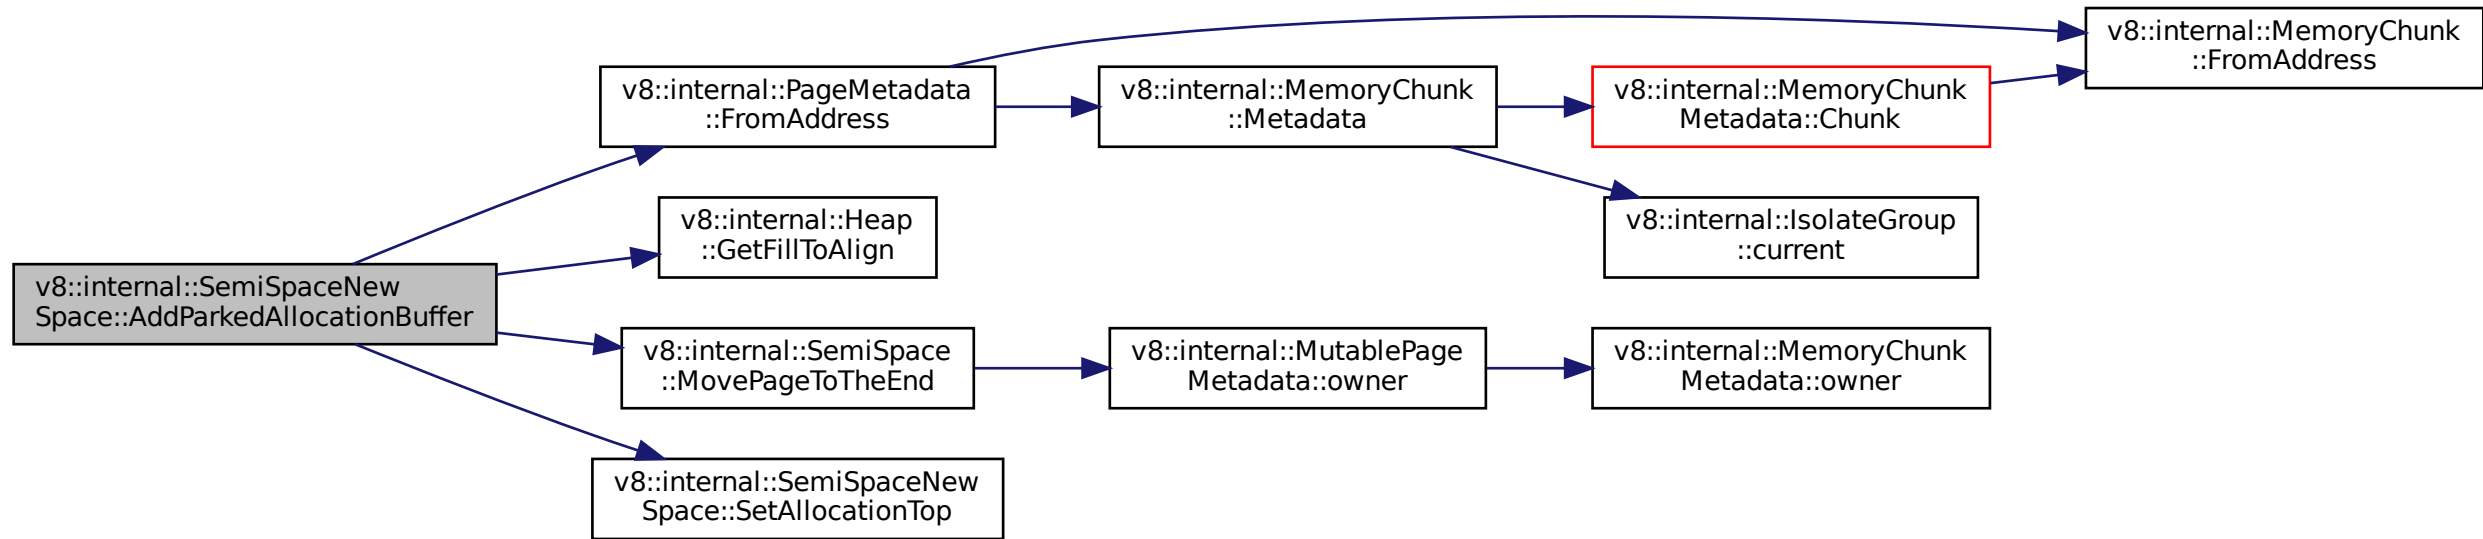 v8::internal::SemiSpaceNew
Space::AddParkedAllocationBuffer
v8::internal::PageMetadata
::FromAddress
v8::internal::MemoryChunk
::Metadata
v8::internal::MemoryChunk
Metadata::Chunk
v8::internal::MemoryChunk
::FromAddress
v8::internal::IsolateGroup
::current
v8::internal::Heap
::GetFillToAlign
v8::internal::SemiSpace
::MovePageToTheEnd
v8::internal::MutablePage
Metadata::owner
v8::internal::MemoryChunk
Metadata::owner
v8::internal::SemiSpaceNew
Space::SetAllocationTop